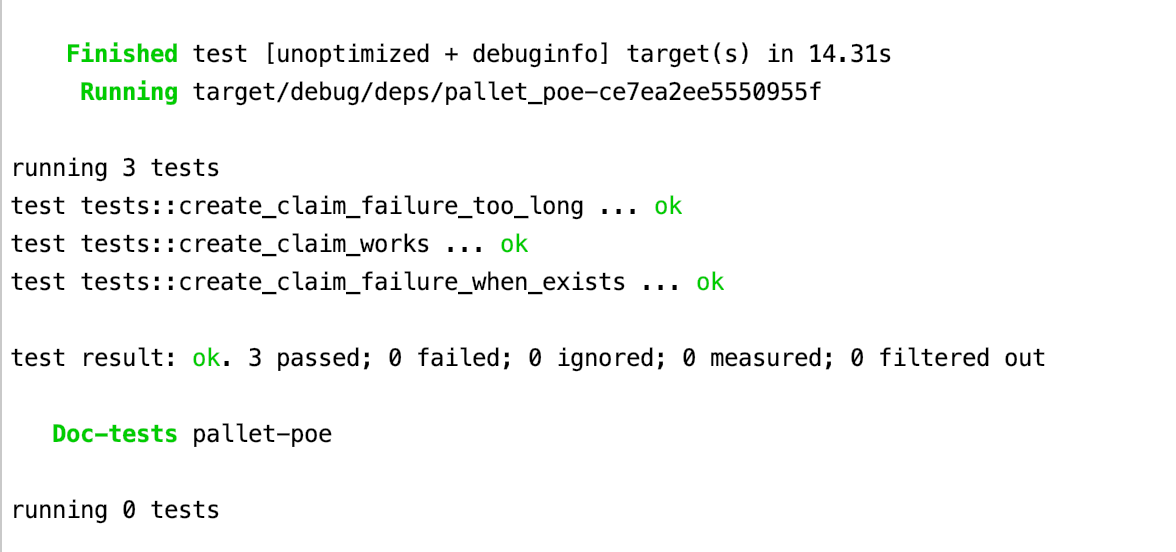 Finished test [unoptimized + debuginfo] target(s) in 14.31s
Running target/debug/deps/pallet_poe-ce7ea2ee5550955f
running 3 tests
test tests::create_claim_failure_too_long ... ok
test tests::create_claim_works ... ok
test tests::create_claim_failure_when_exists ... ok
test result: ok. 3 passed; 0 failed; 0 ignored; 0 measured; 0 filtered out
Doc-tests pallet-poe
running 0 tests